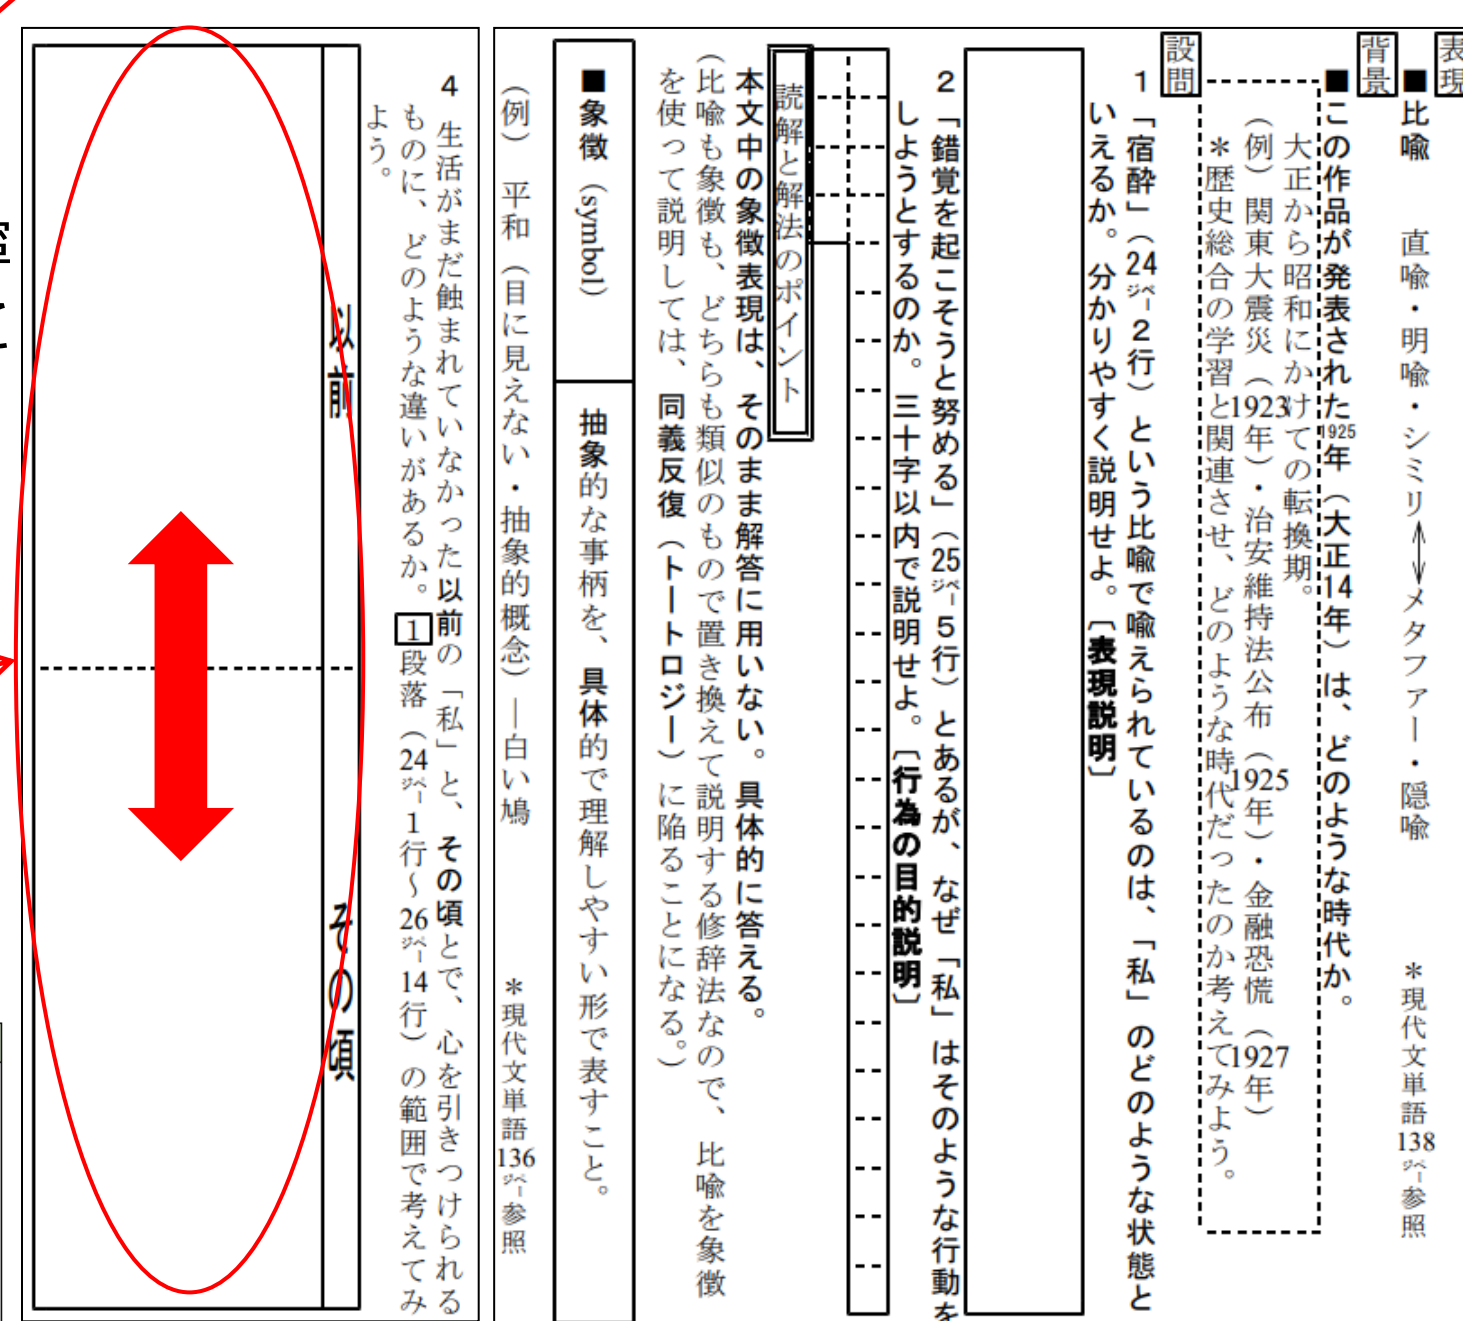 表現
■比喩　直喩・明喩・シミリ⟷メタファー・隠喩　＊現代文単語138ページ参照
背景
■この作品が発表された1925年（大正14年）は、どのような時代か。
大正から昭和にかけての転換期。
（例）関東大震災（1923年）・治安維持法公布（1925年）・金融恐慌（1927年）
＊歴史総合の学習と関連させ、どのような時代だったのか考えてみよう。
設問
1「宿酔」（24ページ2行）という比喩で喩えられているのは、「私」のどのような状態と
いえるか。分かりやすく説明せよ。〔表現説明〕
2「錯覚を起こそうと努める」（25ページ5行）とあるが、なぜ「私」はそのような行動を
しようとするのか。三十字以内で説明せよ。〔行為の目的説明〕
読解と解法のポイント
本文中の象徴表現は、そのまま解答に用いない。具体的に答える。
（比喩も象徴も、どちらも類似のもので置き換えて説明する修辞法なので、比喩を象徴
を使って説明しては、同義反復（トートロジー）に陥ることになる。）
■象徴（symbol）　抽象的な事柄を、具体的で理解しやすい形で表すこと。
（例）　平和（目に見えない・抽象的概念）―白い鳩　＊現代文単語136ページ参照
4　生活がまだ蝕まれていなかった以前の「私」と、その頃とで、心を引きつけられる
ものに、どのような違いがあるか。1段落（24ページ1行～26ページ14行）の範囲で考えてみ
よう。
以前
その頃